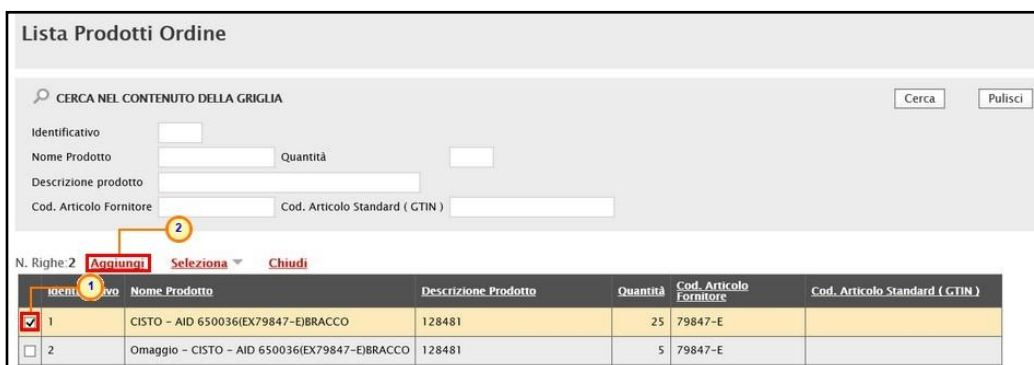 Lista Prodotti Ordine
CERCA NEL CONTENUTO DELLA GRIGLIA
Cerca
Pulisci
Identificativo
Nome Prodotto
Quantità
Descrizione prodotto
Cod. Articolo Fornitore
Cod. Articolo Standard ( GTIN )
2
N. Righe:2 Aggiungi Seleziona Chiudi
1
Nome Prodotto Descrizione Prodotto Quantità Cod. Articolo Fornitore Cod. Articolo Standard ( GTIN )
1 CISTO - AID 650036(EX79847-E)BRACCO 128481 25 79847-E
2 Omaggio - CISTO - AID 650036(EX79847-E)BRACCO 128481 5 79847-E